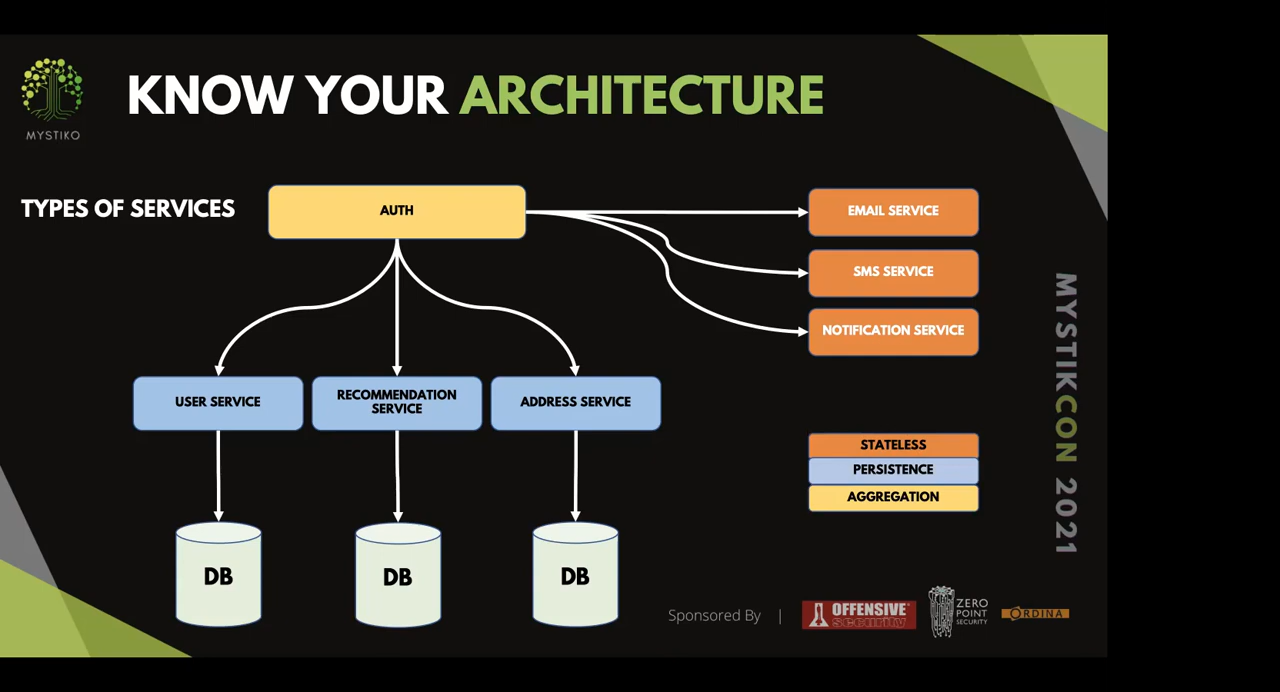 MYSTIKO
KNOW YOUR ARCHITECTURE
TYPES OF SERVICES
AUTH
EMAIL SERVICE
SMS SERVICE
NOTIFICATION SERVICE
USER SERVICE
RECOMMENDATION
SERVICE
ADDRESS SERVICE
STATELESS
PERSISTENCE
AGGREGATION
DB
DB
DB
MYSTIKCON 2021
Sponsored By |
OFFENSIVE
security
ZERO
POINT
SECURITY
ORDINA